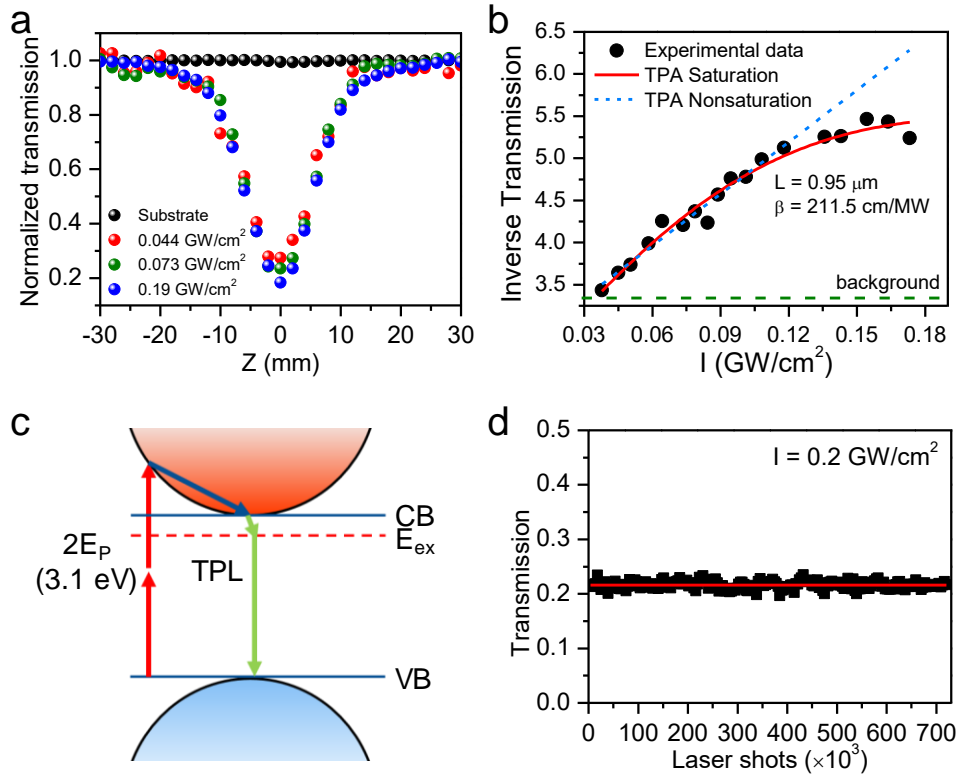 a
Normalized transmission
1.0
0.8
0.6
0.4
0.2
Substrate
0.044 GW/cm²
0.073 GW/cm²
0.19 GW/cm²
-30 -20 -10 0 10 20 30
Z (mm)
b
Inverse Transmission
6.5
6.0
5.5
5.0
4.5
4.0
3.5
Experimental data
TPA Saturation
TPA Nonsaturation
L = 0.95 μm
β = 211.5 cm/MW
background
0.03 0.06 0.09 0.12 0.15 0.18
I (GW/cm²)
c
2E_P
(3.1 eV)
TPL
CB
E_ex
VB
d
Transmission
0.5
0.4
0.3
0.2
0.1
0.0
I = 0.2 GW/cm²
0 100 200 300 400 500 600 700
Laser shots (×10³)